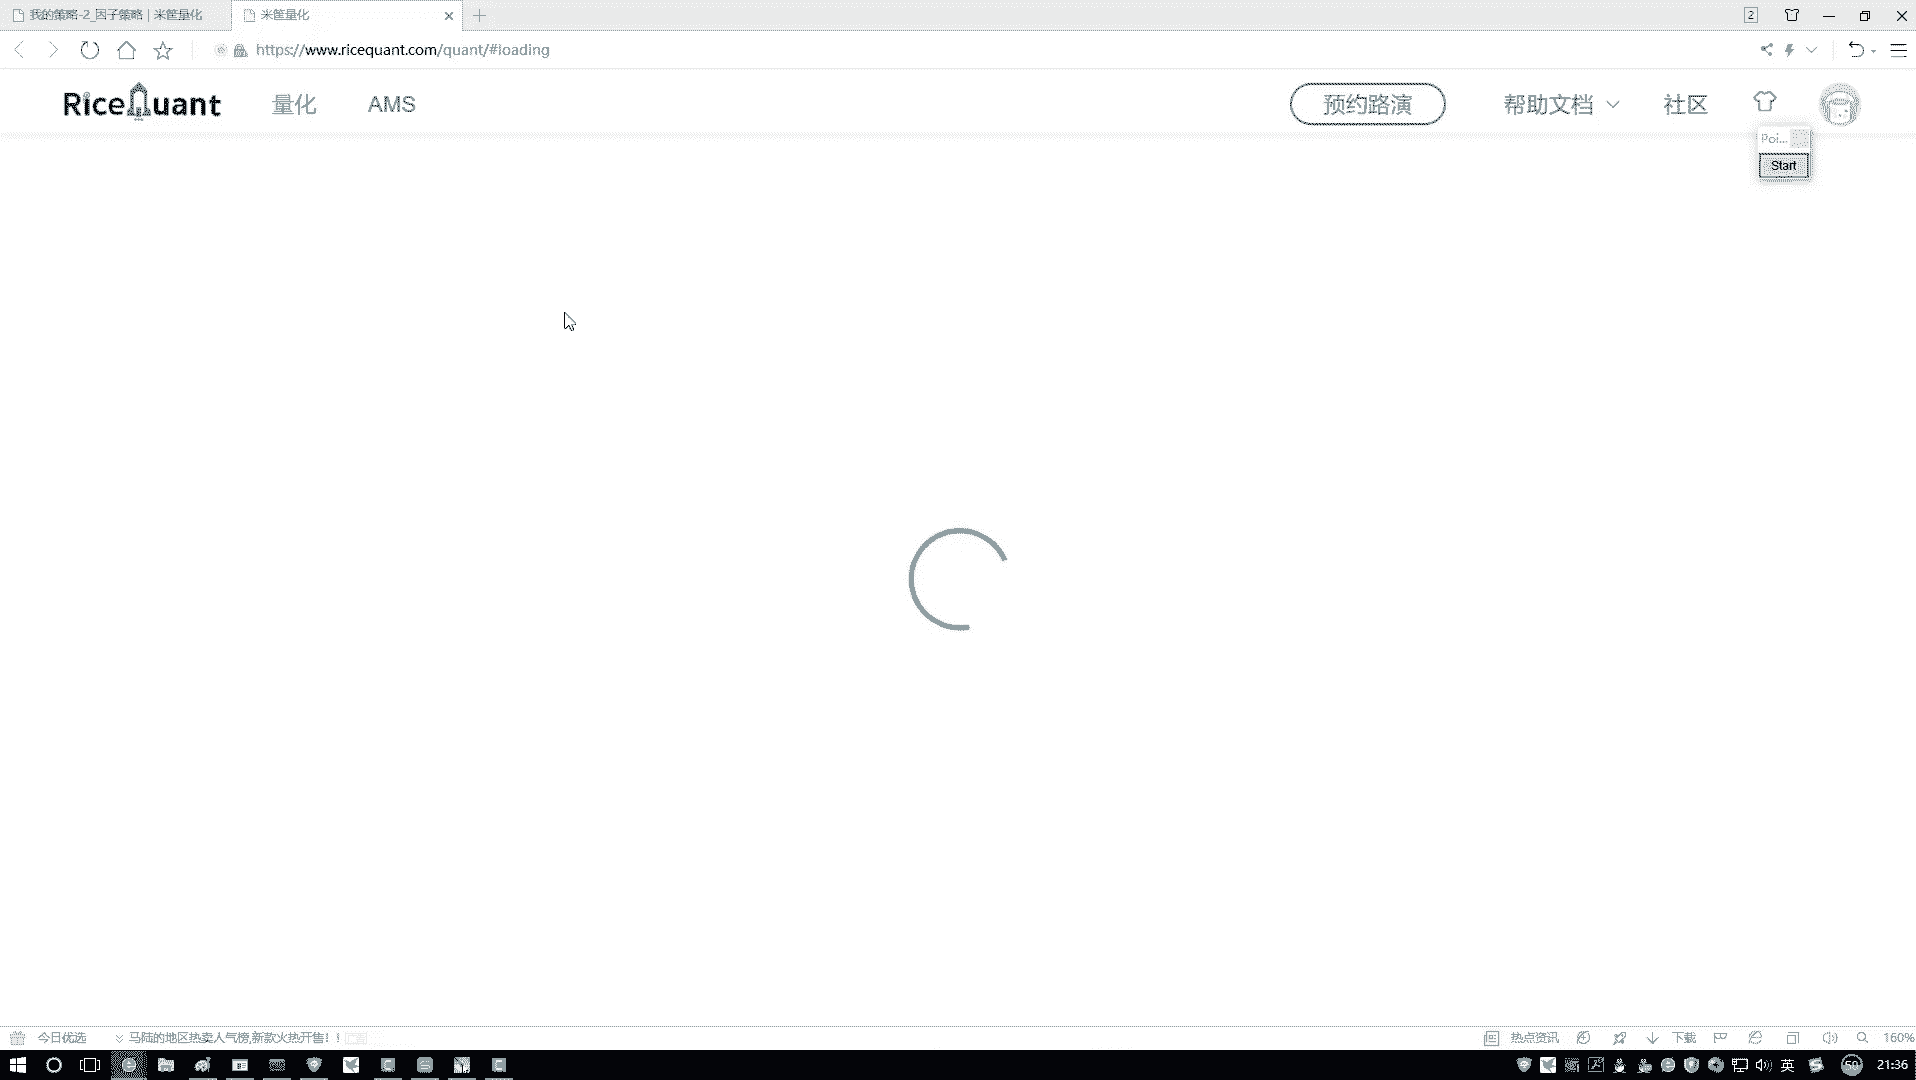 我的策略-2_因子策略 | 米筐量化
米筐量化
2
https://www.ricequant.com/quant/#loading
RiceQuant
量化
AMS
预约路演
帮助文档
社区
Poi...
Start
今日优选
马陆的地区热卖人气榜,新款火热开售！！
热点资讯
下载
160%
英
50
21:36